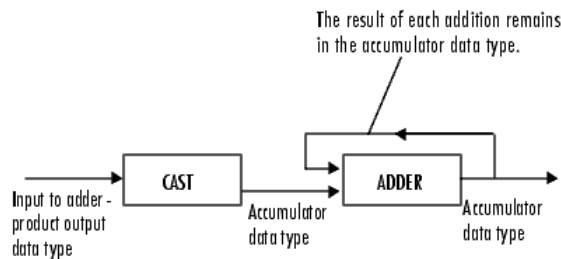 The result of each addition remains
in the accumulator data type.
CAST
ADDER
Input to adder -
product output
data type
Accumulator
data type
Accumulator
data type